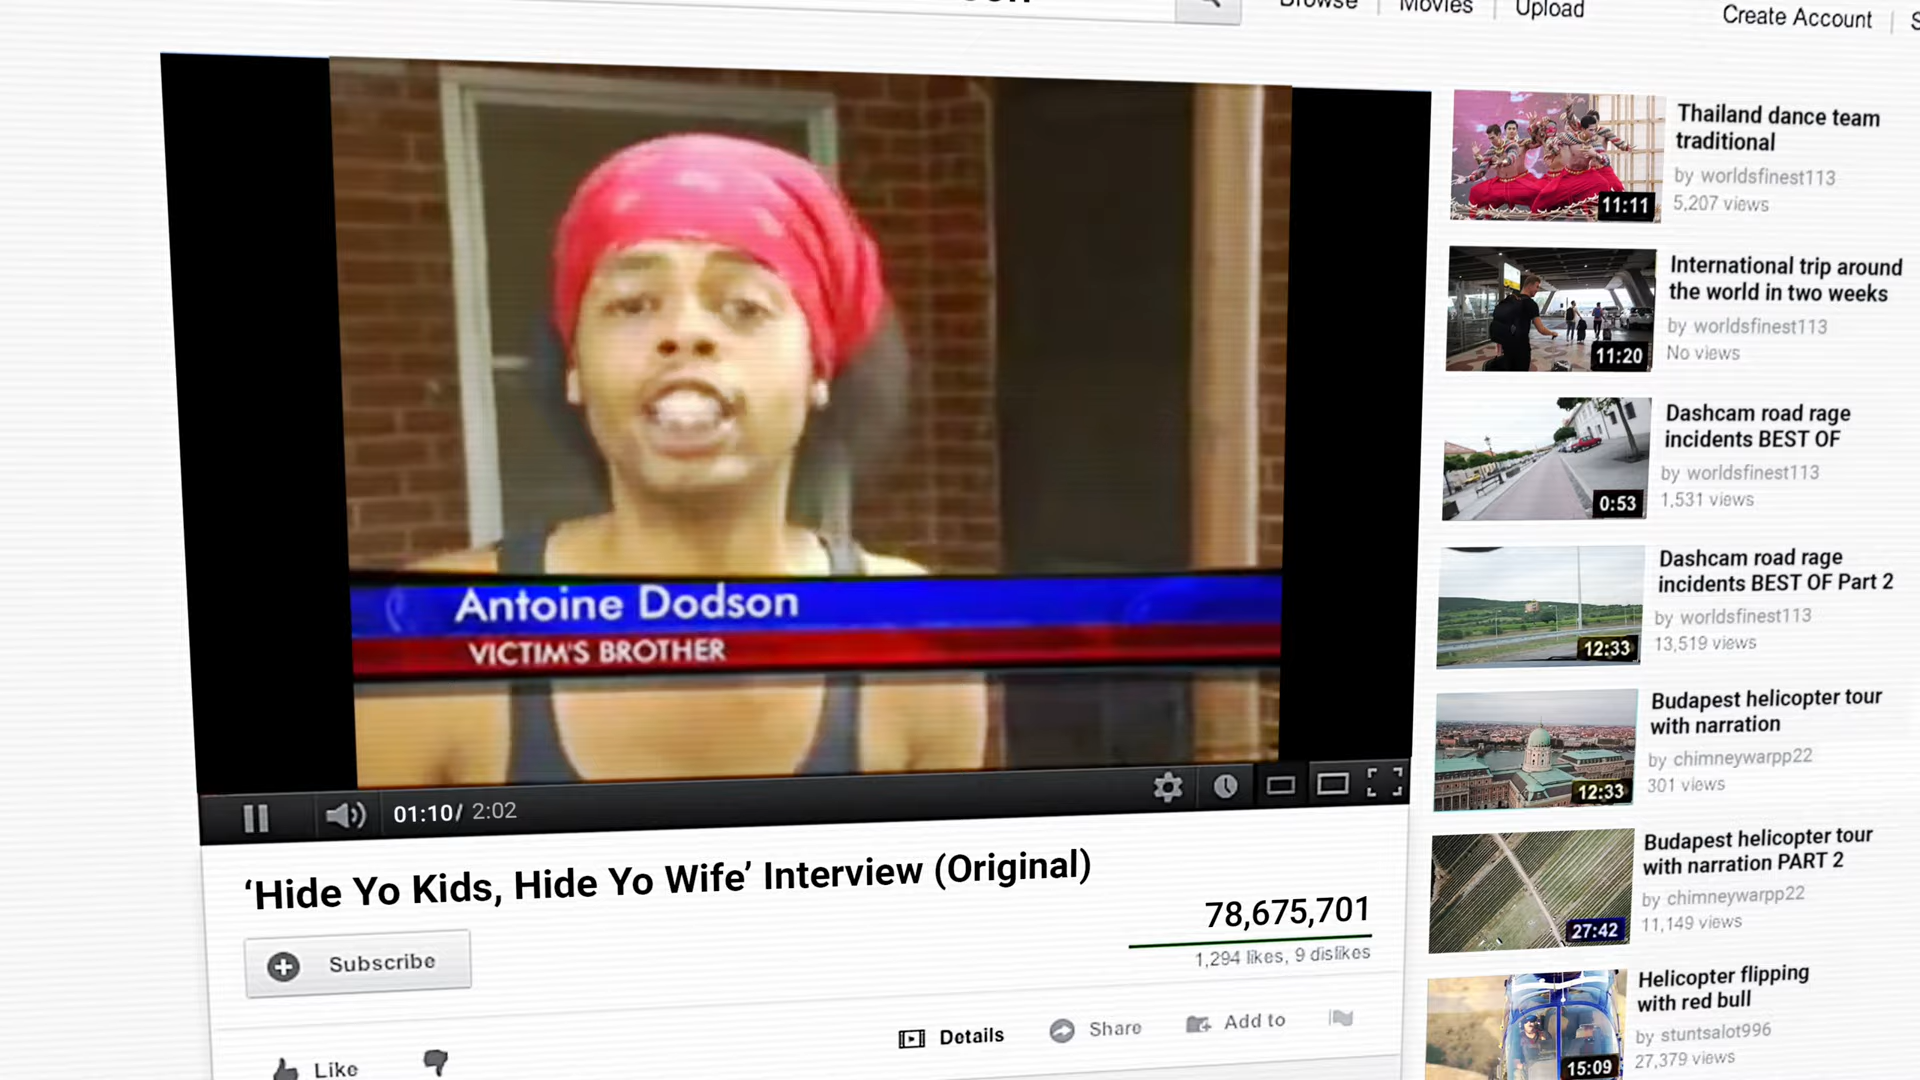 Browse
Movies
Upload
Create Account
Antoine Dodson
VICTIM'S BROTHER
01:10/ 2:02
‘Hide Yo Kids, Hide Yo Wife’ Interview (Original)
78,675,701
1,294 likes, 9 dislikes
Subscribe
Details
Share
Add to
Like
Thailand dance team
traditional
by worldsfinest113
5,207 views
11:11
International trip around
the world in two weeks
by worldsfinest113
No views
11:20
Dashcam road rage
incidents BEST OF
by worldsfinest113
1,531 views
0:53
Dashcam road rage
incidents BEST OF Part 2
by worldsfinest113
13,519 views
12:33
Budapest helicopter tour
with narration
by chimneywarpp22
301 views
12:33
Budapest helicopter tour
with narration PART 2
by chimneywarpp22
11,149 views
27:42
Helicopter flipping
with red bull
by stuntsalot996
27,379 views
15:09